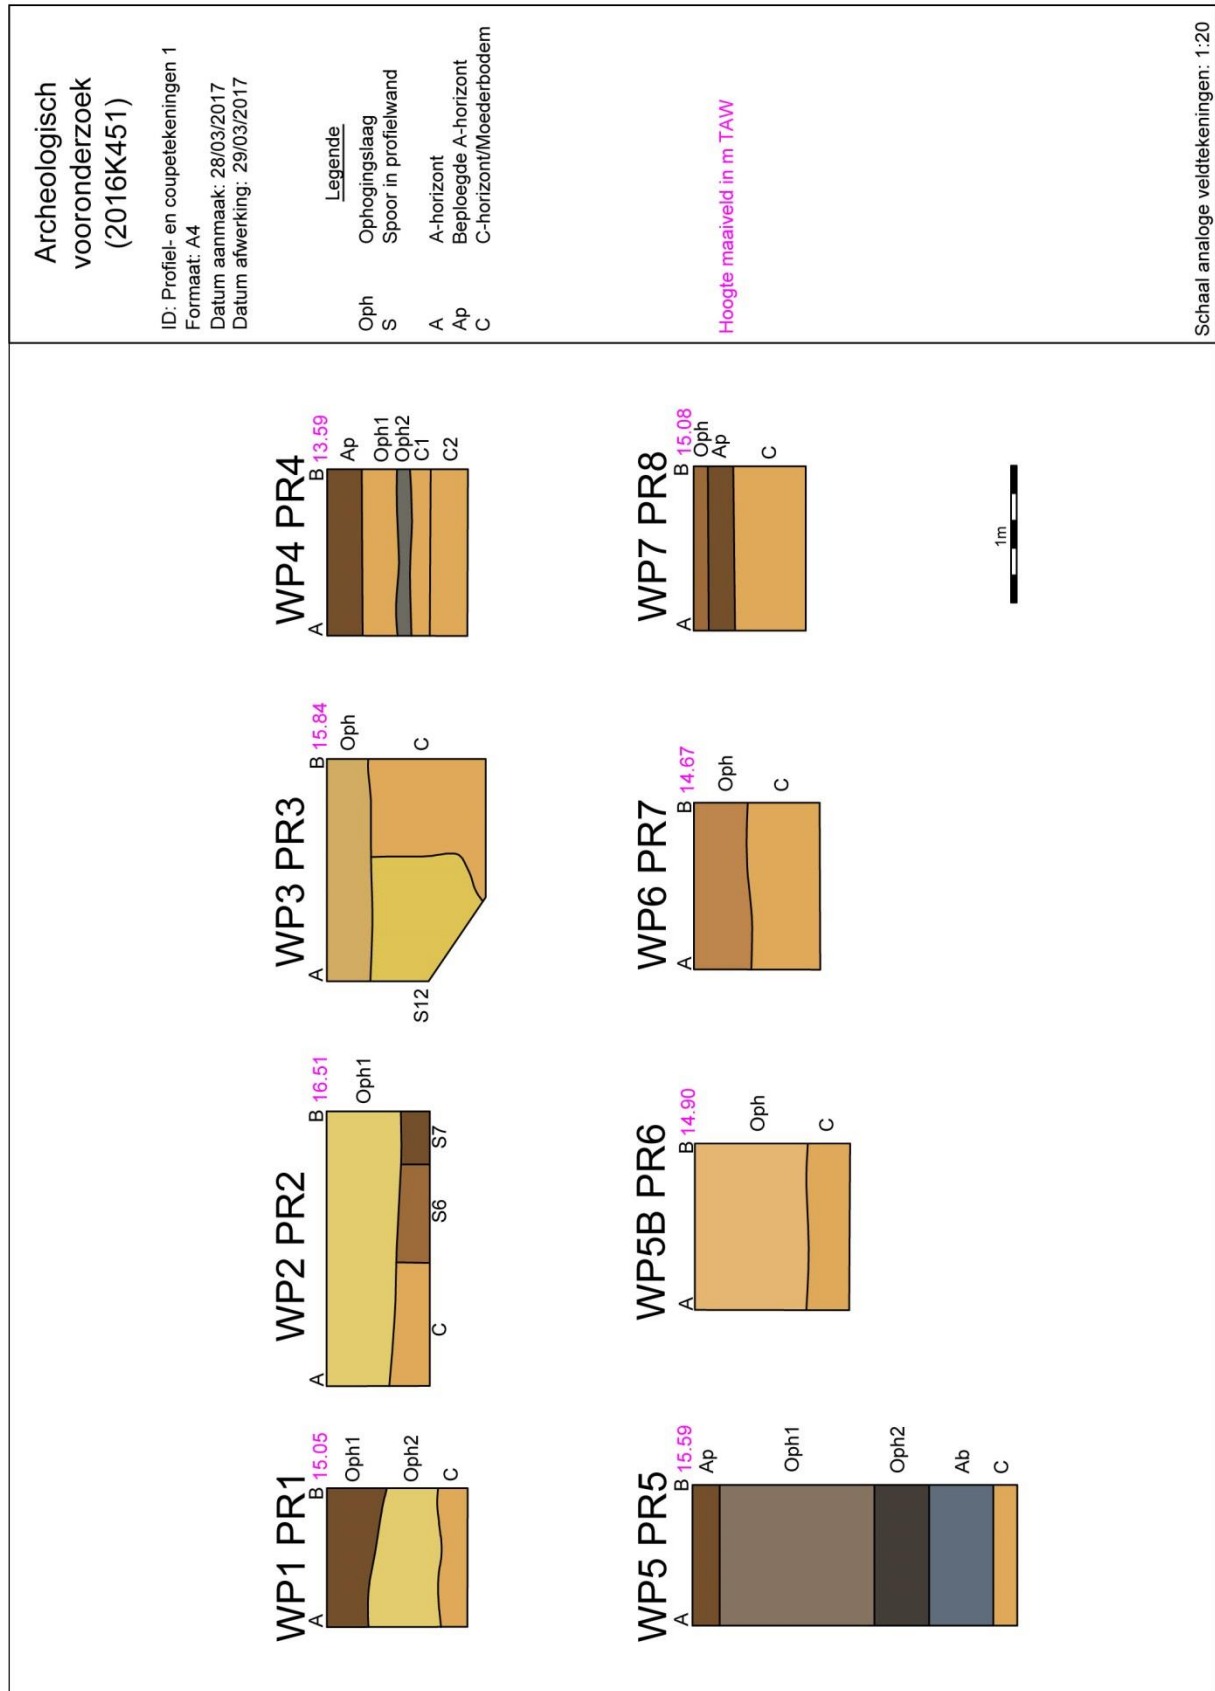 Archeologisch
vooronderzoek
(2016K451)
ID: Profiel- en coupetekeningen 1
Formaat: A4
Datum aanmaak: 28/03/2017
Datum afwerking: 29/03/2017
Legende
Oph Ophogingslaag
S Spoor in profielwand
A A-horizont
Ap Beploegde A-horizont
C C-horizont/Moederbodem
Hoogte maaiveld in m TAW
Schaal analoge veldtekeningen: 1:20
WP1 PR1
A B 15.05
Oph1
Oph2
C
WP2 PR2
A B 16.51
Oph1
C S6 S7
WP3 PR3
A B 15.84
Oph
S12 C
WP4 PR4
A B 13.59
Ap
Oph1
Oph2
C1
C2
WP5 PR5
A B 15.59
Ap
Oph1
Oph2
Ab
C
WP5B PR6
A B 14.90
Oph
C
WP6 PR7
A B 14.67
Oph
C
WP7 PR8
A B 15.08
Oph
Ap
C
1m